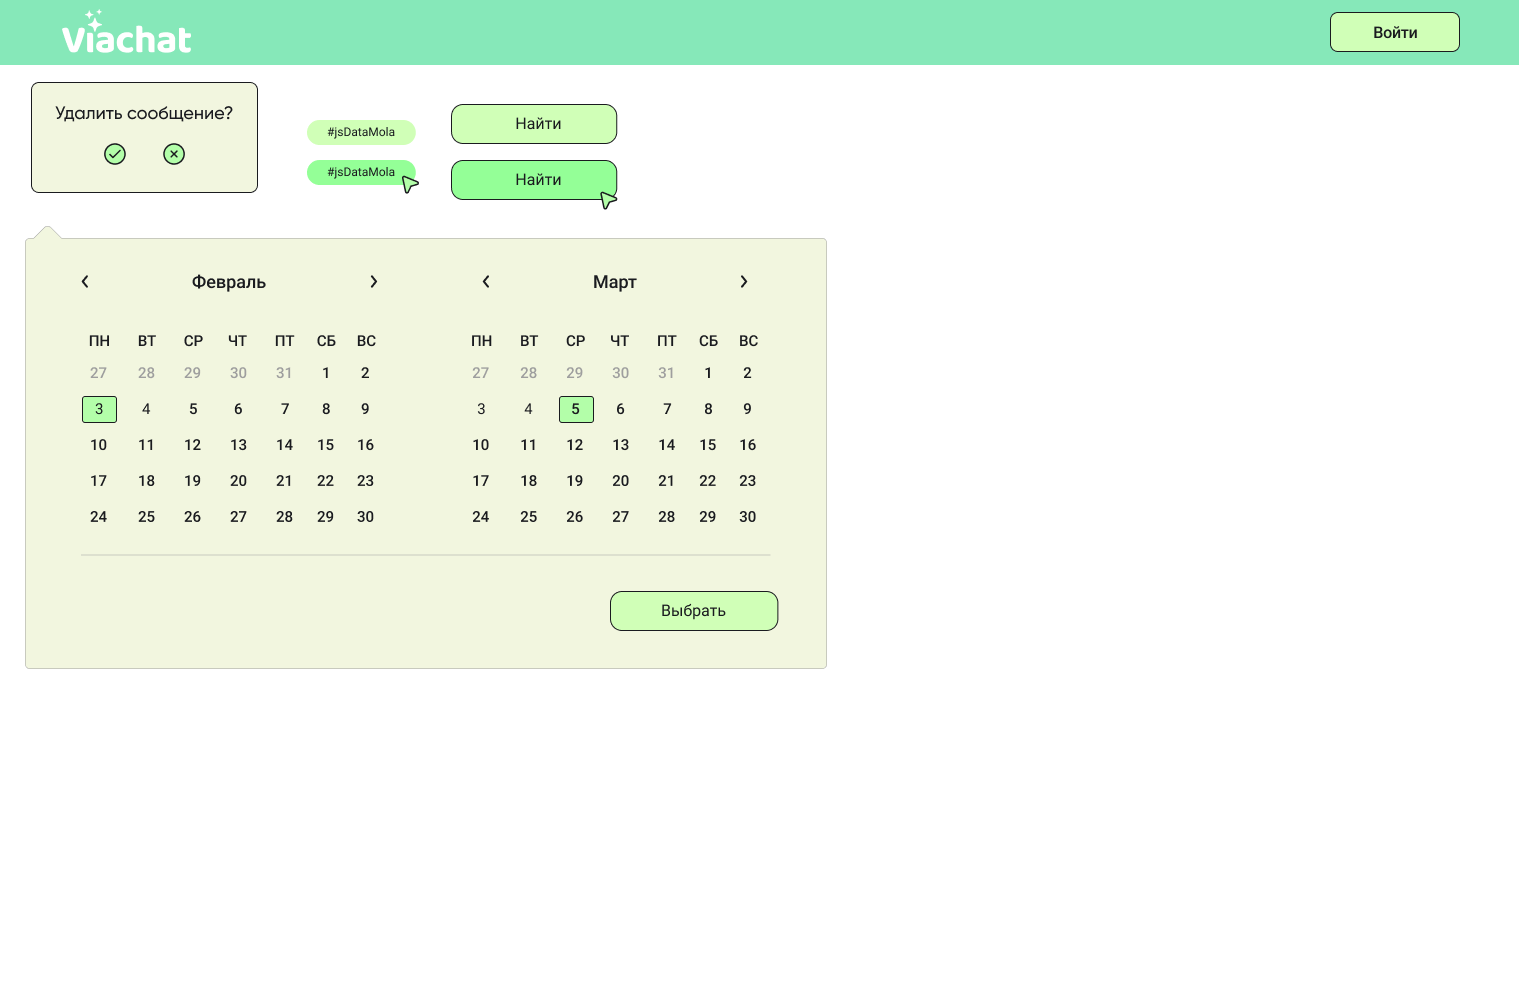 Viachat
Войти
Удалить сообщение?
#jsDataMola
Найти
#jsDataMola
Найти
Февраль
ПН ВТ СР ЧТ ПТ СБ ВС
27 28 29 30 31 1 2
3 4 5 6 7 8 9
10 11 12 13 14 15 16
17 18 19 20 21 22 23
24 25 26 27 28 29 30
Март
ПН ВТ СР ЧТ ПТ СБ ВС
27 28 29 30 31 1 2
3 4 5 6 7 8 9
10 11 12 13 14 15 16
17 18 19 20 21 22 23
24 25 26 27 28 29 30
Выбрать